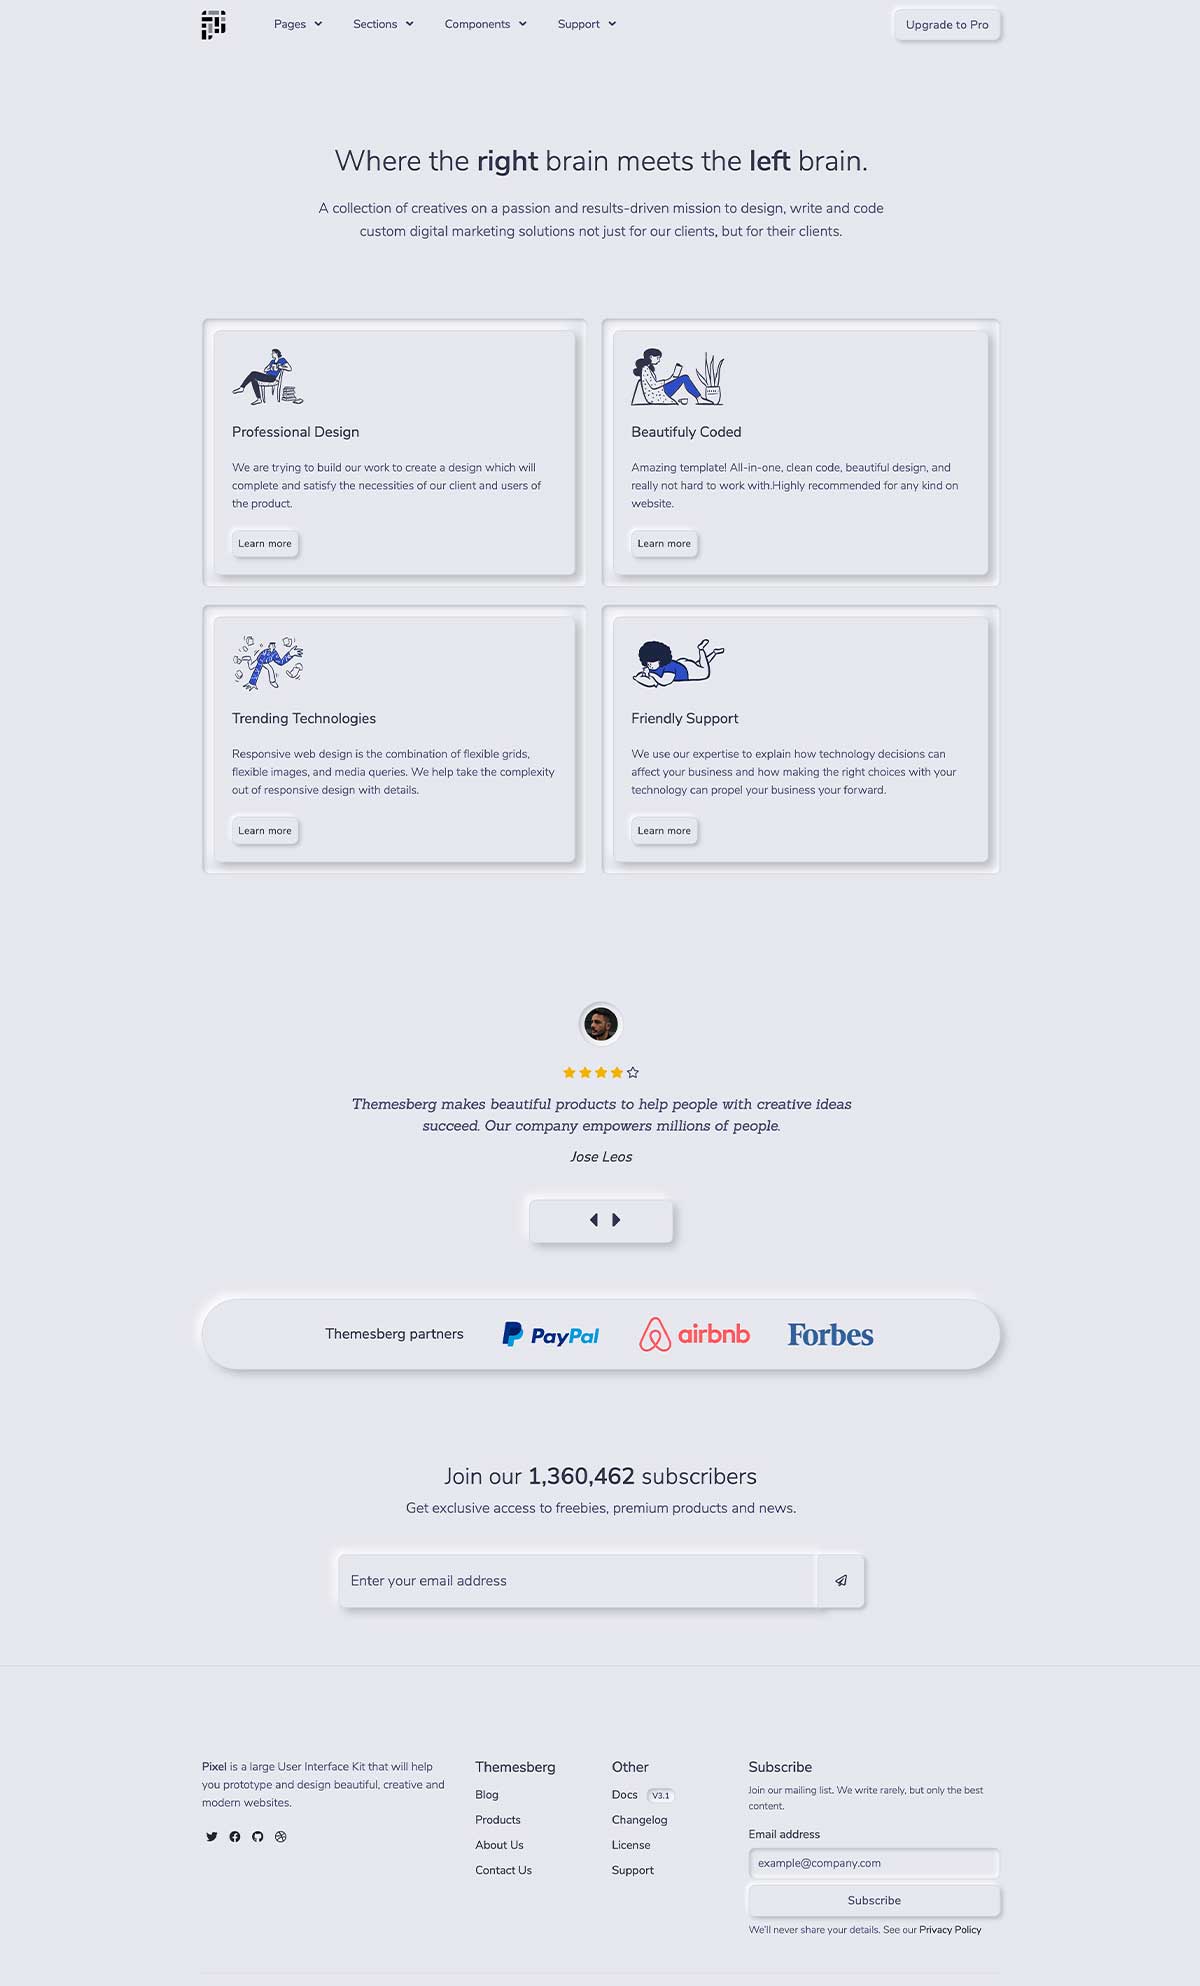 Pages
Sections
Components
Support
Upgrade to Pro
Where the right brain meets the left brain.
A collection of creatives on a passion and results-driven mission to design, write and code
custom digital marketing solutions not just for our clients, but for their clients.
Professional Design
We are trying to build our work to create a design which will
complete and satisfy the necessities of our client and users of
the product.
Learn more
Beautifuly Coded
Amazing template! All-in-one, clean code, beautiful design, and
really not hard to work with.Highly recommended for any kind on
website.
Learn more
Trending Technologies
Responsive web design is the combination of flexible grids,
flexible images, and media queries. We help take the complexity
out of responsive design with details.
Learn more
Friendly Support
We use our expertise to explain how technology decisions can
affect your business and how making the right choices with your
technology can propel your business your forward.
Learn more
Themesberg makes beautiful products to help people with creative ideas
succeed. Our company empowers millions of people.
Jose Leos
Themesberg partners
PayPal
airbnb
Forbes
Join our 1,360,462 subscribers
Get exclusive access to freebies, premium products and news.
Enter your email address
Pixel is a large User Interface Kit that will help
you prototype and design beautiful, creative and
modern websites.
Themesberg
Blog
Products
About Us
Contact Us
Other
Docs V3.1
Changelog
License
Support
Subscribe
Join our mailing list. We write rarely, but only the best
content.
Email address
example@company.com
Subscribe
We'll never share your details. See our Privacy Policy